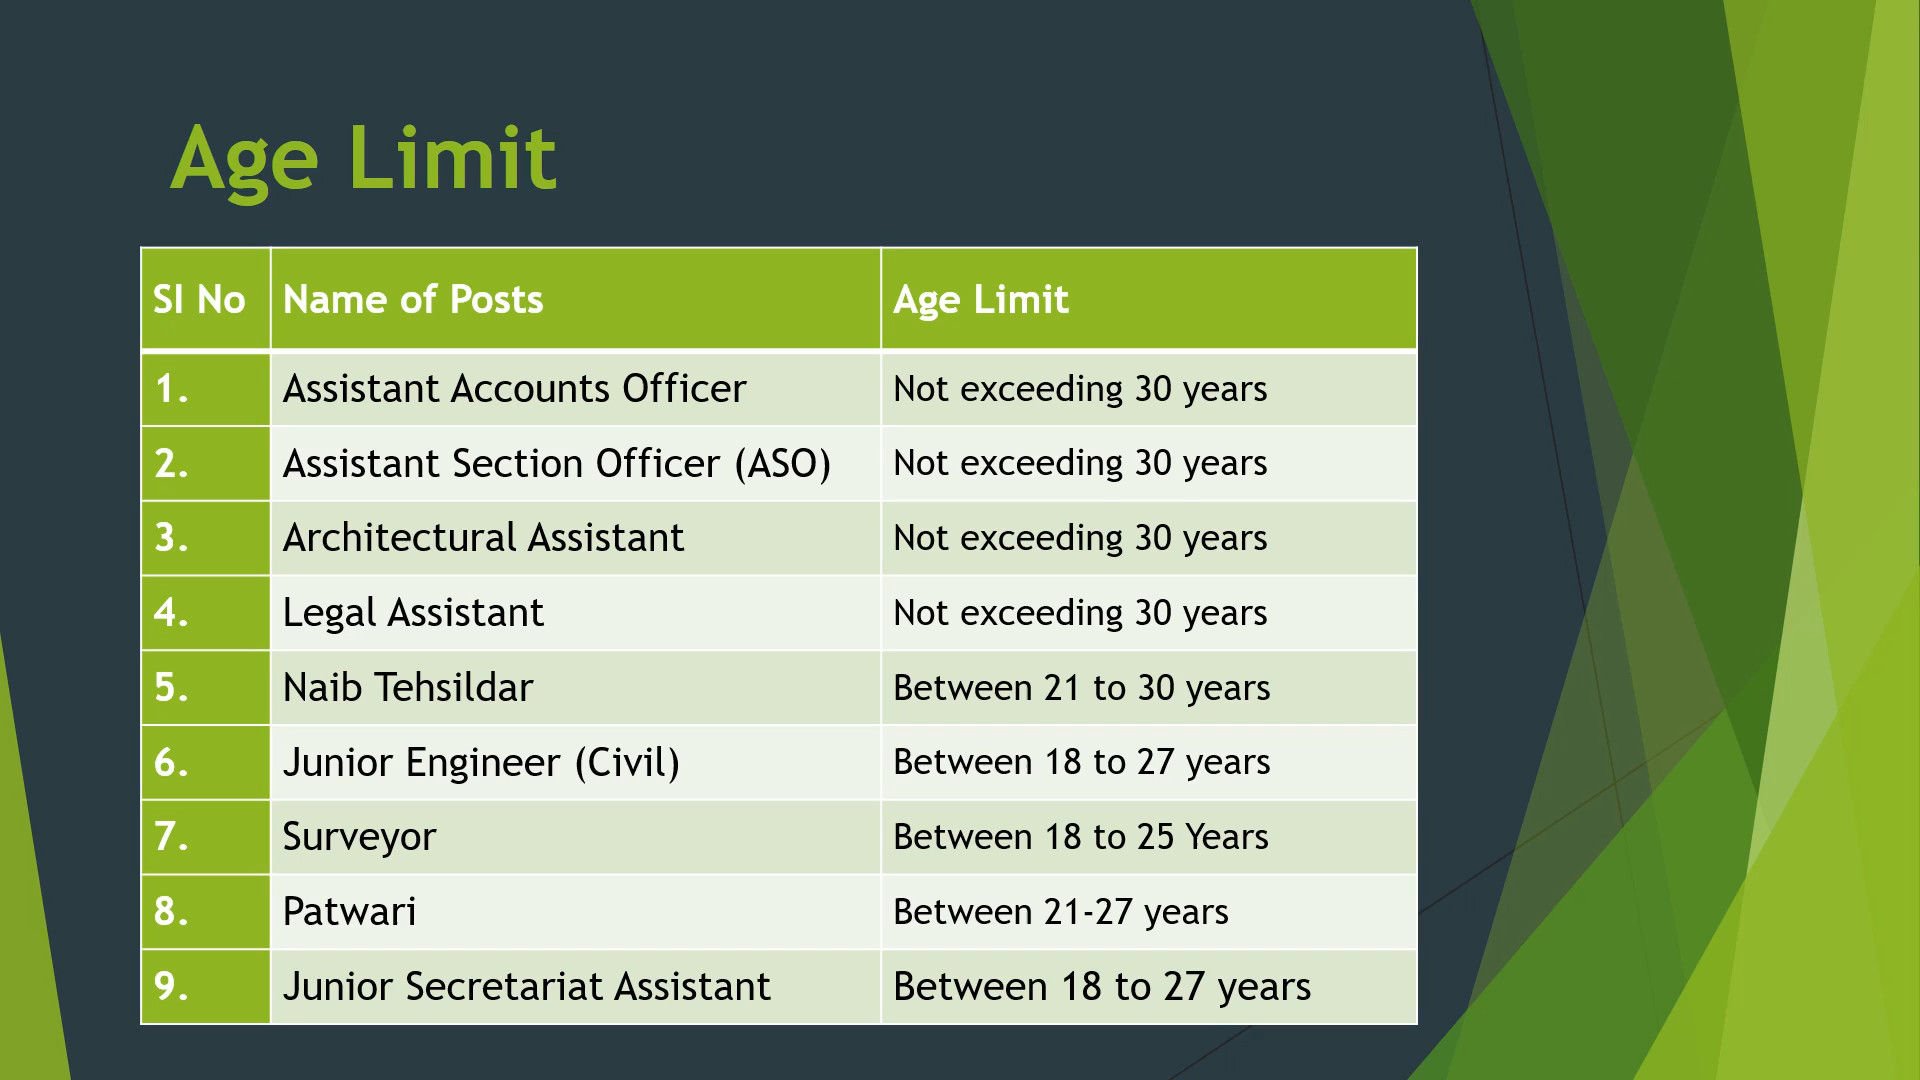 Age Limit
SI No Name of Posts Age Limit
1. Assistant Accounts Officer Not exceeding 30 years
2. Assistant Section Officer (ASO) Not exceeding 30 years
3. Architectural Assistant Not exceeding 30 years
4. Legal Assistant Not exceeding 30 years
5. Naib Tehsildar Between 21 to 30 years
6. Junior Engineer (Civil) Between 18 to 27 years
7. Surveyor Between 18 to 25 Years
8. Patwari Between 21-27 years
9. Junior Secretariat Assistant Between 18 to 27 years